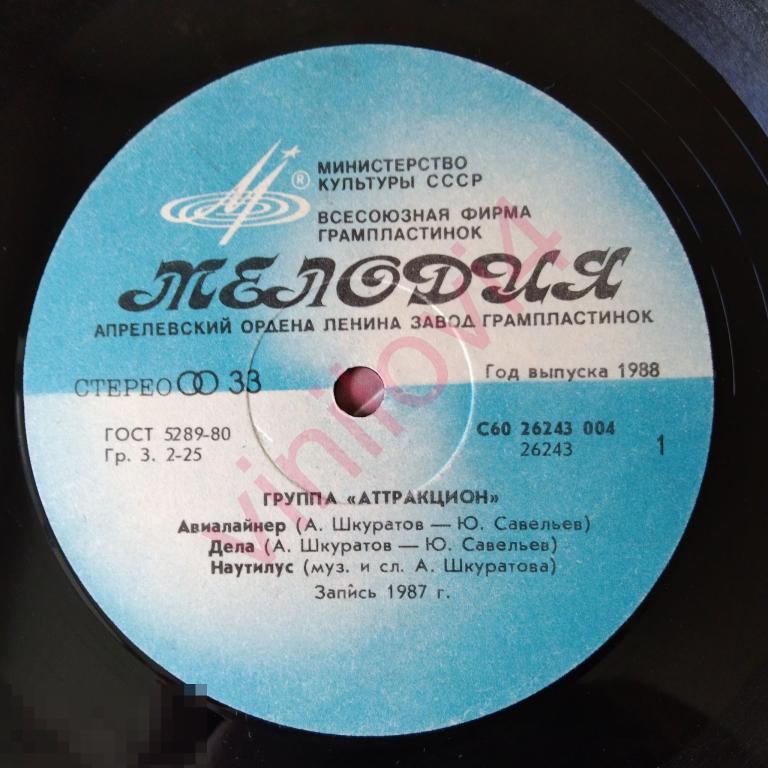 ®
МИНИСТЕРСТВО
КУЛЬТУРЫ СССР
ВСЕСОЮЗНАЯ ФИРМА
ГРАМПЛАСТИНОК
МЕЛОДИЯ
АПРЕЛЕВСКИЙ ОРДЕНА ЛЕНИНА ЗАВОД ГРАМПЛАСТИНОК
СТЕРЕО 33
Год выпуска 1988
ГОСТ 5289-80
Гр. 3. 2-25
С60 26243 004
26243
1
ГРУППА «АТТРАКЦИОН»
Авиалайнер (А. Шкуратов — Ю. Савельев)
Дела (А. Шкуратов — Ю. Савельев)
Наутилус (муз. и сл. А. Шкуратова)
Запись 1987 г.
vinilovi4